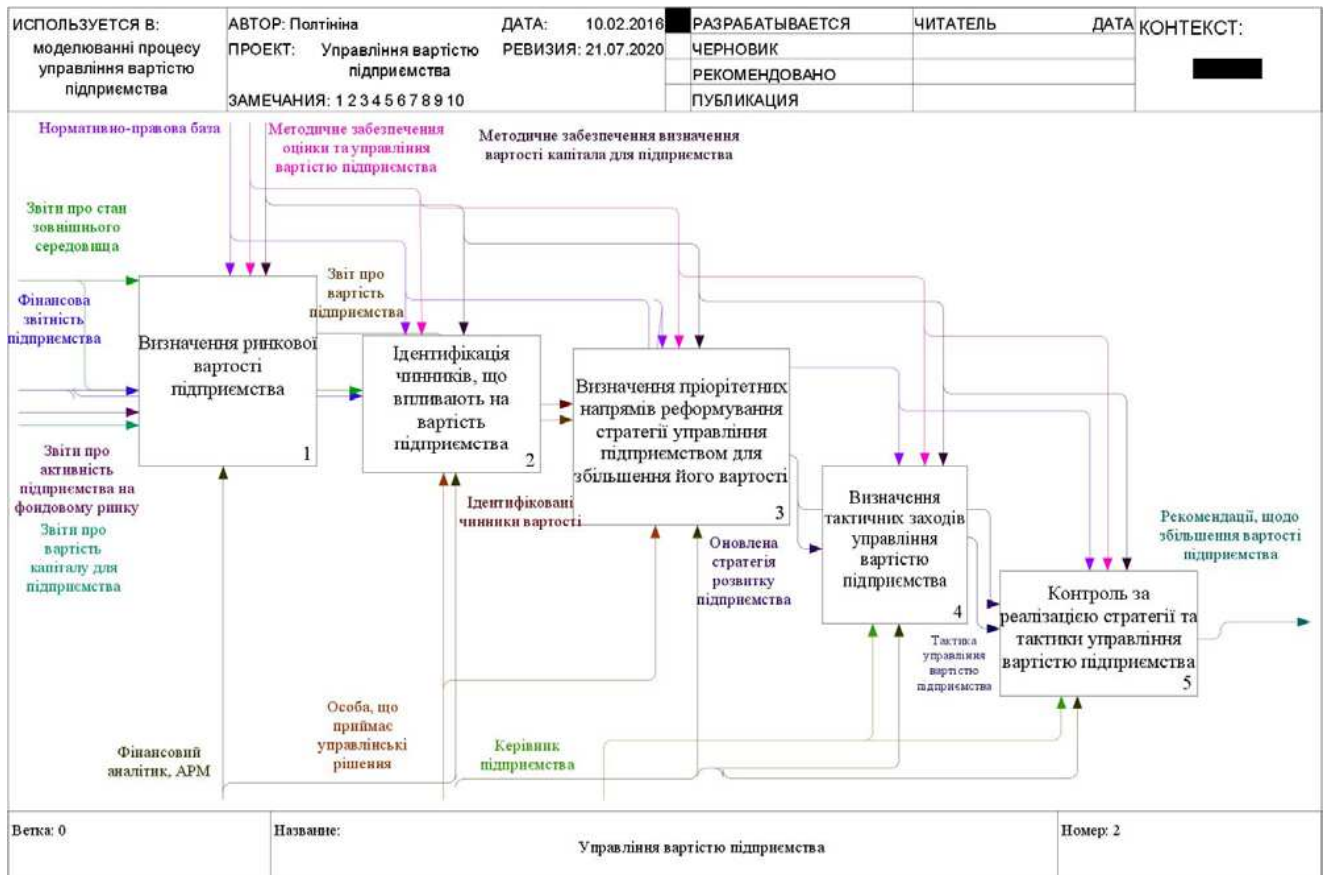 ИСПОЛЬЗУЕТСЯ В:
моделюванні процесу
управління вартістю
підприємства
АВТОР: Полтініна
ДАТА: 10.02.2016
ПРОЕКТ: Управління вартістю
підприємства
РЕВИЗИЯ: 21.07.2020
ЗАМЕЧАНИЯ: 1 2 3 4 5 6 7 8 9 10
РАЗРАБАТЫВАЕТСЯ
ЧЕРНОВИК
РЕКОМЕНДОВАНО
ПУБЛИКАЦИЯ
ЧИТАТЕЛЬ
ДАТА
КОНТЕКСТ:
Нормативно-правова база
Методичне забезпечення
оцінки та управління
вартістю підприємства
Методичне забезпечення визначення
вартості капітала для підприємства
Звіти про стан
зовнішнього
середовища
Фінансова
звітність
підприємства
Звіти про
активність
підприємства на
фондовому ринку
Звіти про
вартість
капіталу для
підприємства
Визначення ринкової
вартості
підприємства
1
Звіт про
вартість
підприємства
Ідентифікація
чинників, що
впливають на
вартість
підприємства
2
Ідентифіковані
чинники вартості
Визначення пріорітетних
напрямів реформування
стратегії управління
підприємством для
збільшення його вартості
3
Оновлена
стратегія
розвитку
підприємства
Визначення
тактичних заходів
управління
вартістю
підприємства
4
Тактика
управління
вартістю
підприємства
Контроль за
реалізацією стратегії та
тактики управління
вартістю підприємства
5
Рекомендації, щодо
збільшення вартості
підприємства
Фінансовий
аналітик, АРМ
Особа, що
приймає
управлінські
рішення
Керівник
підприємства
Ветка: 0
Название:
Управління вартістю підприємства
Номер: 2